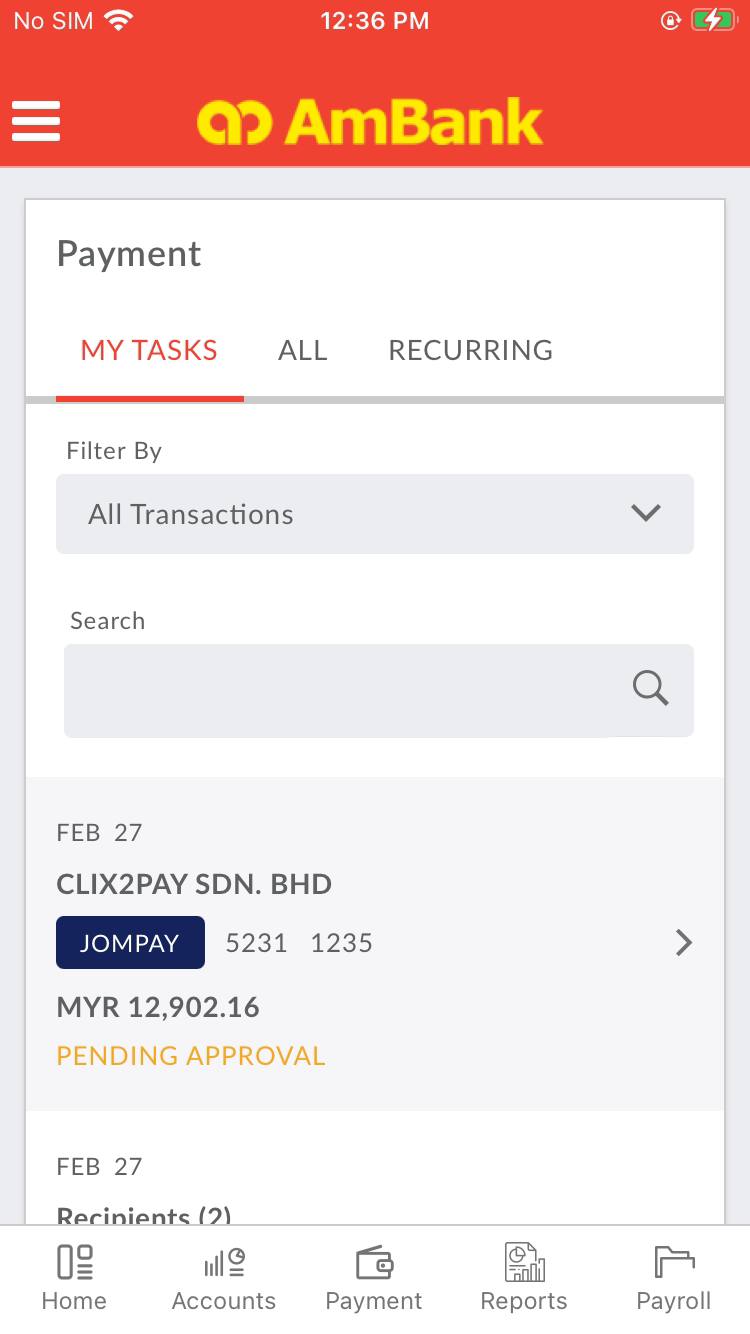 No SIM 12:36 PM
AmBank
Payment
MY TASKS ALL RECURRING
Filter By
All Transactions
Search
FEB 27
CLIX2PAY SDN. BHD
JOMPAY 5231 1235
MYR 12,902.16
PENDING APPROVAL
FEB 27
Recipients (2)
Home Accounts Payment Reports Payroll